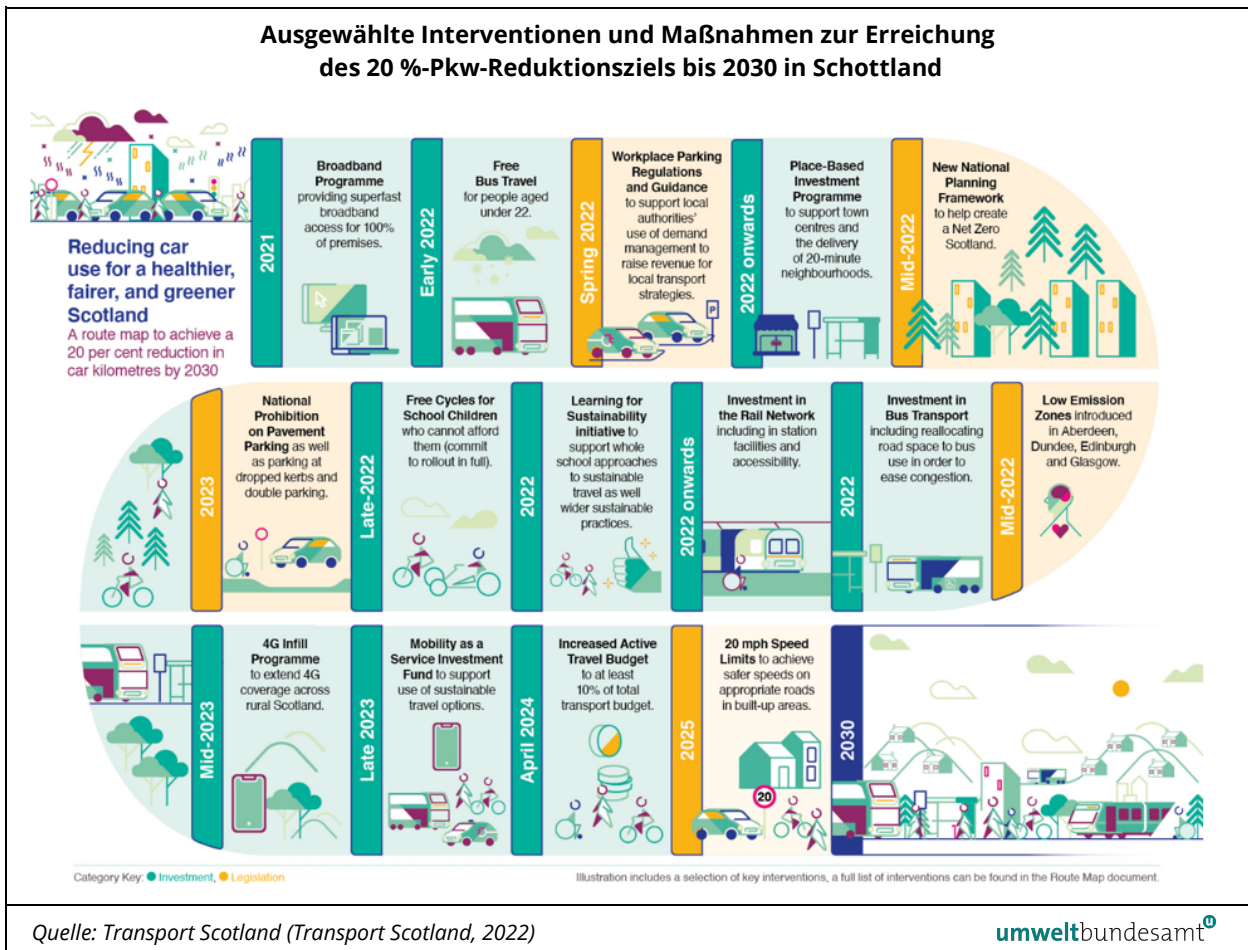 Ausgewählte Interventionen und Maßnahmen zur Erreichung
des 20 %-Pkw-Reduktionsziels bis 2030 in Schottland
Reducing car
use for a healthier,
fairer, and greener
Scotland
A route map to achieve a
20 per cent reduction in
car kilometres by 2030
2021
Broadband
Programme
providing superfast
broadband
access for 100%
of premises.
Early 2022
Free
Bus Travel
for people aged
under 22.
Spring 2022
Workplace Parking
Regulations
and Guidance
to support local
authorities'
use of demand
management to
raise revenue for
local transport
strategies.
P
2022 onwards
Place-Based
Investment
Programme
to support town
centres and
the delivery
of 20-minute
neighbourhoods.
Mid-2022
New National
Planning
Framework
to help create
a Net Zero
Scotland.
2023
National
Prohibition
on Pavement
Parking as well
as parking at
dropped kerbs and
double parking.
Late-2022
Free Cycles for
School Children
who cannot afford
them (commit
to rollout in full).
2022
Learning for
Sustainability
initiative to
support whole
school approaches
to sustainable
travel as well
wider sustainable
practices.
2022 onwards
Investment in
the Rail Network
including in station
facilities and
accessibility.
2022
Investment in
Bus Transport
including reallocating
road space to bus
use in order to
ease congestion.
Mid-2022
Low Emission
Zones introduced
in Aberdeen,
Dundee, Edinburgh
and Glasgow.
Mid-2023
4G Infill
Programme
to extend 4G
coverage across
rural Scotland.
Late 2023
Mobility as a
Service Investment
Fund to support
use of sustainable
travel options.
April 2024
Increased Active
Travel Budget
to at least
10% of total
transport budget.
2025
20 mph Speed
Limits to achieve
safer speeds on
appropriate roads
in built-up areas.
20
2030
Category Key: Investment, Legislation
Illustration includes a selection of key interventions, a full list of interventions can be found in the Route Map document.
Quelle: Transport Scotland (Transport Scotland, 2022)
umweltbundesamt u